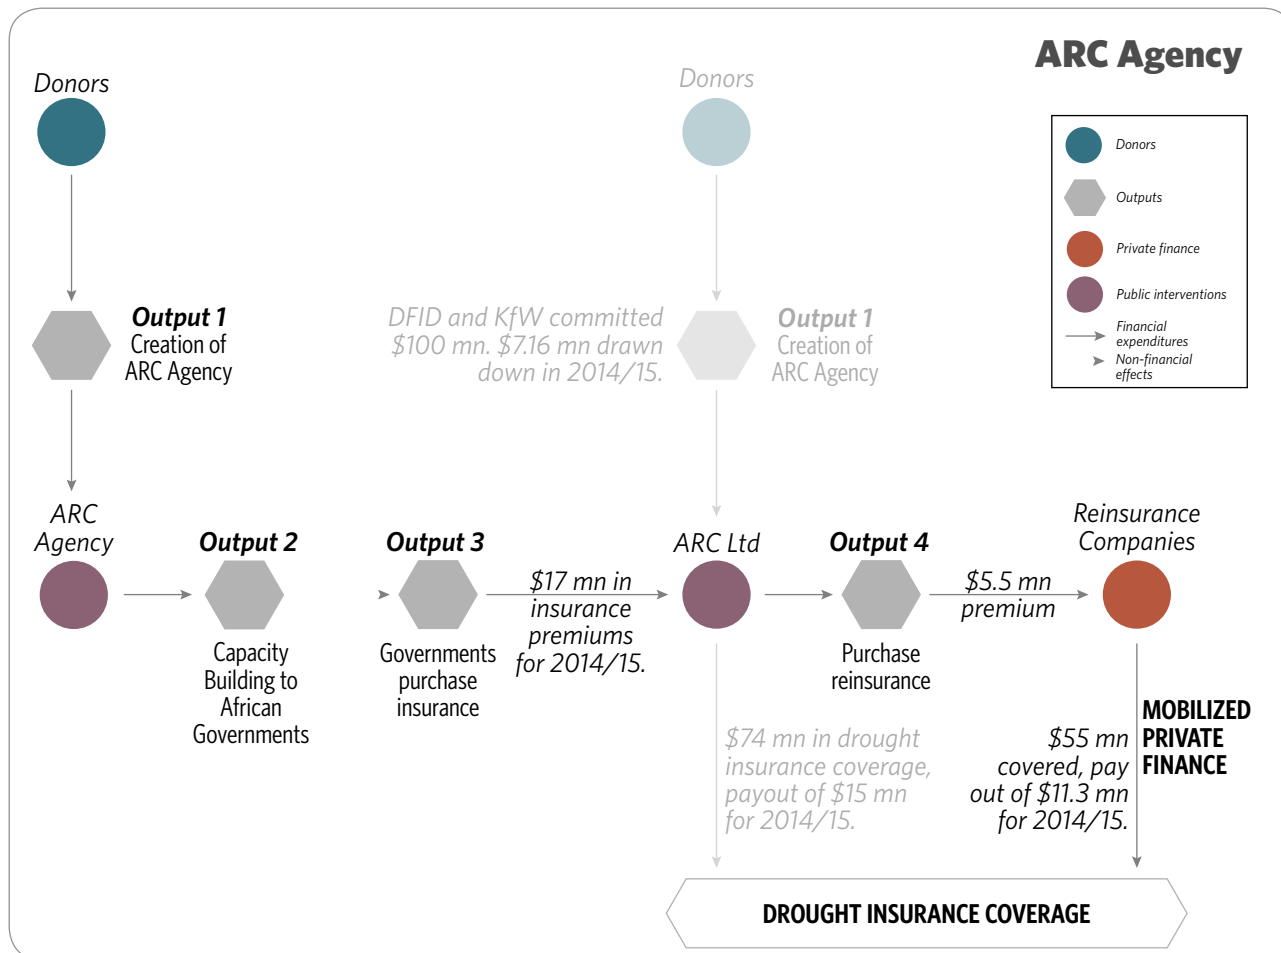 ARC Agency
Donors
Donors
Donors
Outputs
Private finance
Public interventions
Financial
expenditures
Non-financial
effects
Output 1
Creation of
ARC Agency
DFID and KfW committed
$100 mn. $7.16 mn drawn
down in 2014/15.
Output 1
Creation of
ARC Agency
ARC
Agency
Output 2
Capacity
Building to
African
Governments
Output 3
Governments
purchase
insurance
$17 mn in
insurance
premiums
for 2014/15.
ARC Ltd
Output 4
Purchase
reinsurance
$5.5 mn
premium
Reinsurance
Companies
$74 mn in drought
insurance coverage,
payout of $15 mn
for 2014/15.
$55 mn
covered, pay
out of $11.3 mn
for 2014/15.
MOBILIZED
PRIVATE
FINANCE
DROUGHT INSURANCE COVERAGE